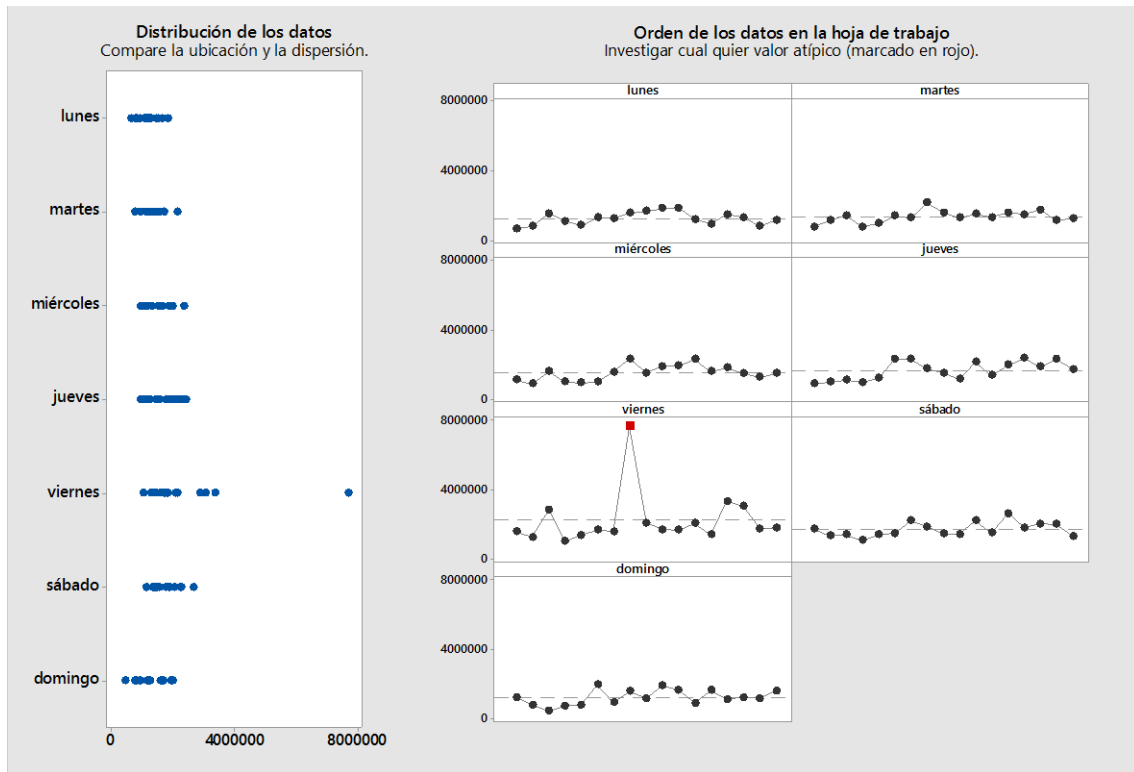 Distribución de los datos
Compare la ubicación y la dispersión.
lunes
martes
miércoles
jueves
viernes
sábado
domingo
0 4000000 8000000
Orden de los datos en la hoja de trabajo
Investigar cual quier valor atípico (marcado en rojo).
lunes martes
8000000
4000000
0
miércoles jueves
8000000
4000000
0
viernes sábado
8000000
4000000
0
domingo
8000000
4000000
0